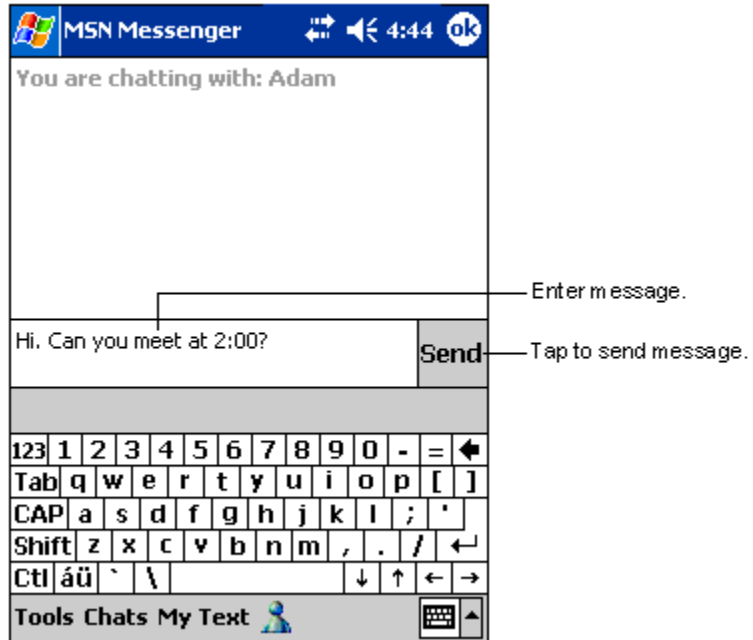 MSN Messenger 4:44 ok
You are chatting with: Adam
Enter message.
Hi. Can you meet at 2:00?
Send
Tap to send message.
123 1 2 3 4 5 6 7 8 9 0 - =
Tab q w e r t y u i o p [ ]
CAP a s d f g h j k l ; '
Shift z x c v b n m , . / ↵
Ctl áü ` \ ↓ ↑ ← →
Tools Chats My Text